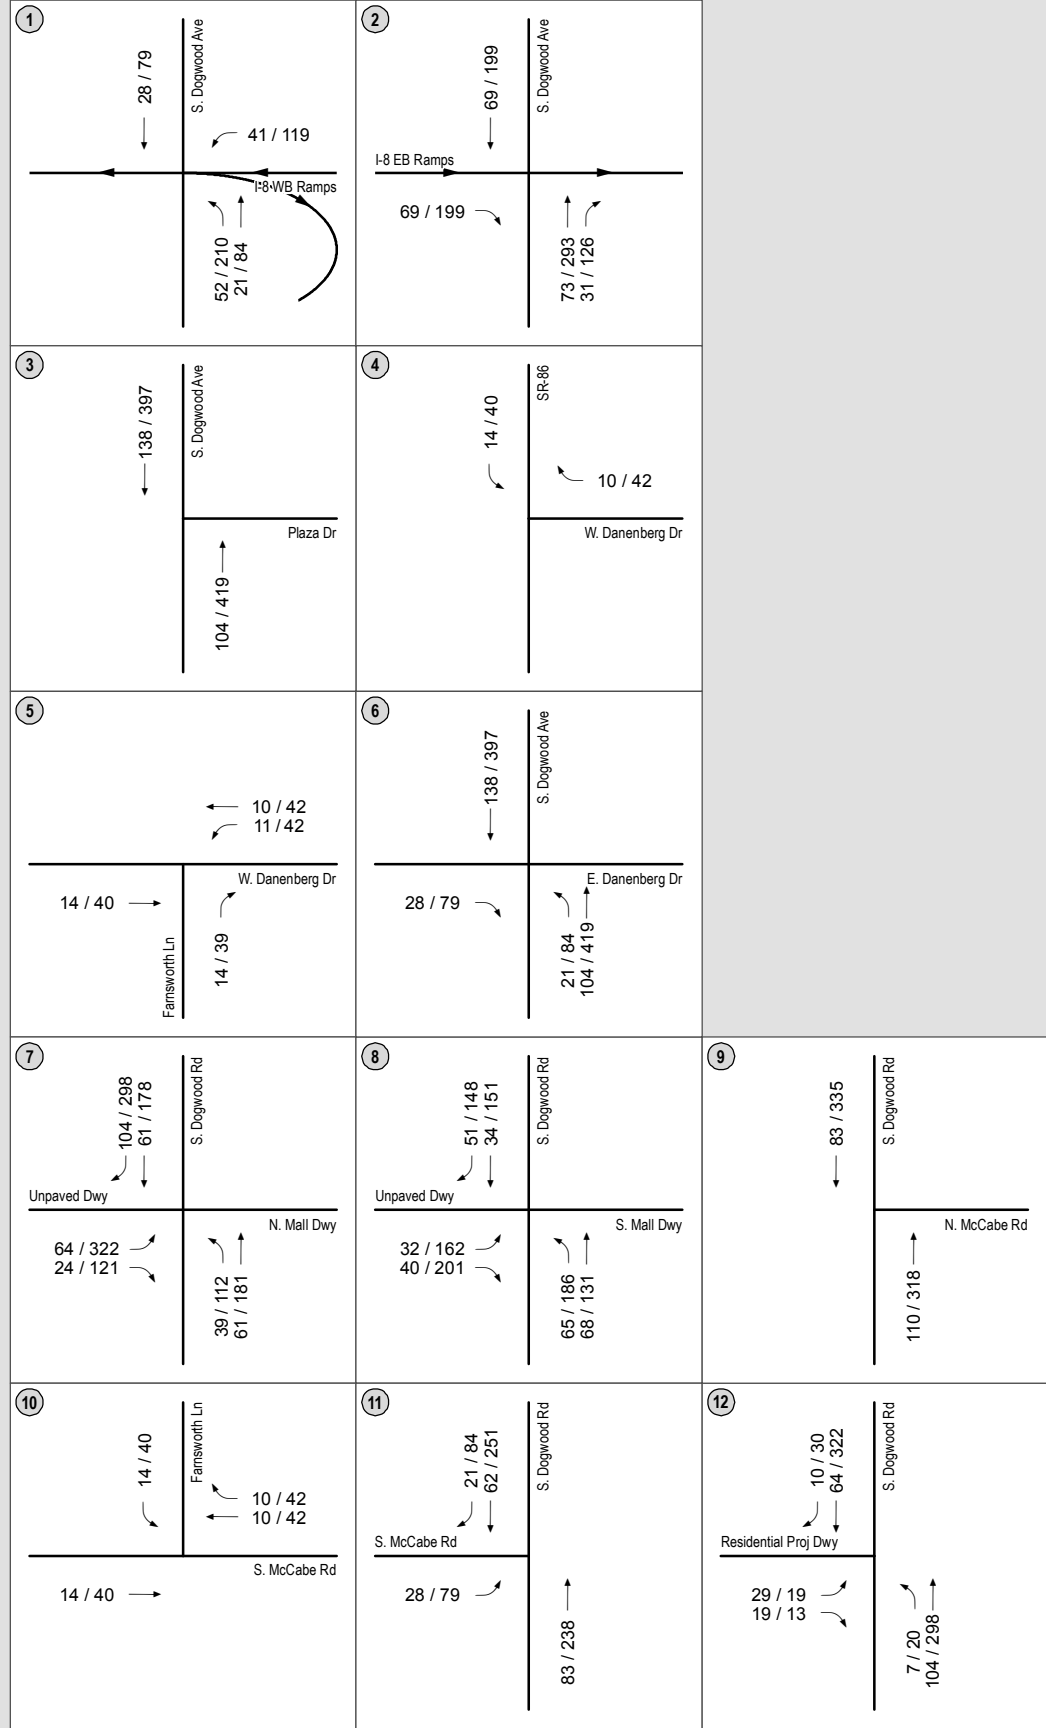 1
28 / 79
S. Dogwood Ave
41 / 119
I-8 WB Ramps
52 / 210
21 / 84
2
69 / 199
S. Dogwood Ave
I-8 EB Ramps
69 / 199
73 / 293
31 / 126
3
138 / 397
S. Dogwood Ave
Plaza Dr
104 / 419
4
14 / 40
SR-86
10 / 42
W. Danenberg Dr
5
10 / 42
11 / 42
W. Danenberg Dr
14 / 40
Farnsworth Ln
14 / 39
6
138 / 397
S. Dogwood Ave
E. Danenberg Dr
28 / 79
21 / 84
104 / 419
7
104 / 298
61 / 178
S. Dogwood Rd
Unpaved Dwy
N. Mall Dwy
64 / 322
24 / 121
39 / 112
61 / 181
8
51 / 148
34 / 151
S. Dogwood Rd
Unpaved Dwy
S. Mall Dwy
32 / 162
40 / 201
65 / 186
68 / 131
9
83 / 335
S. Dogwood Rd
N. McCabe Rd
110 / 318
10
14 / 40
Farnsworth Ln
10 / 42
10 / 42
S. McCabe Rd
14 / 40
11
21 / 84
62 / 251
S. Dogwood Rd
S. McCabe Rd
28 / 79
83 / 238
12
10 / 30
64 / 322
S. Dogwood Rd
Residential Proj Dwy
29 / 19
19 / 13
7 / 20
104 / 298